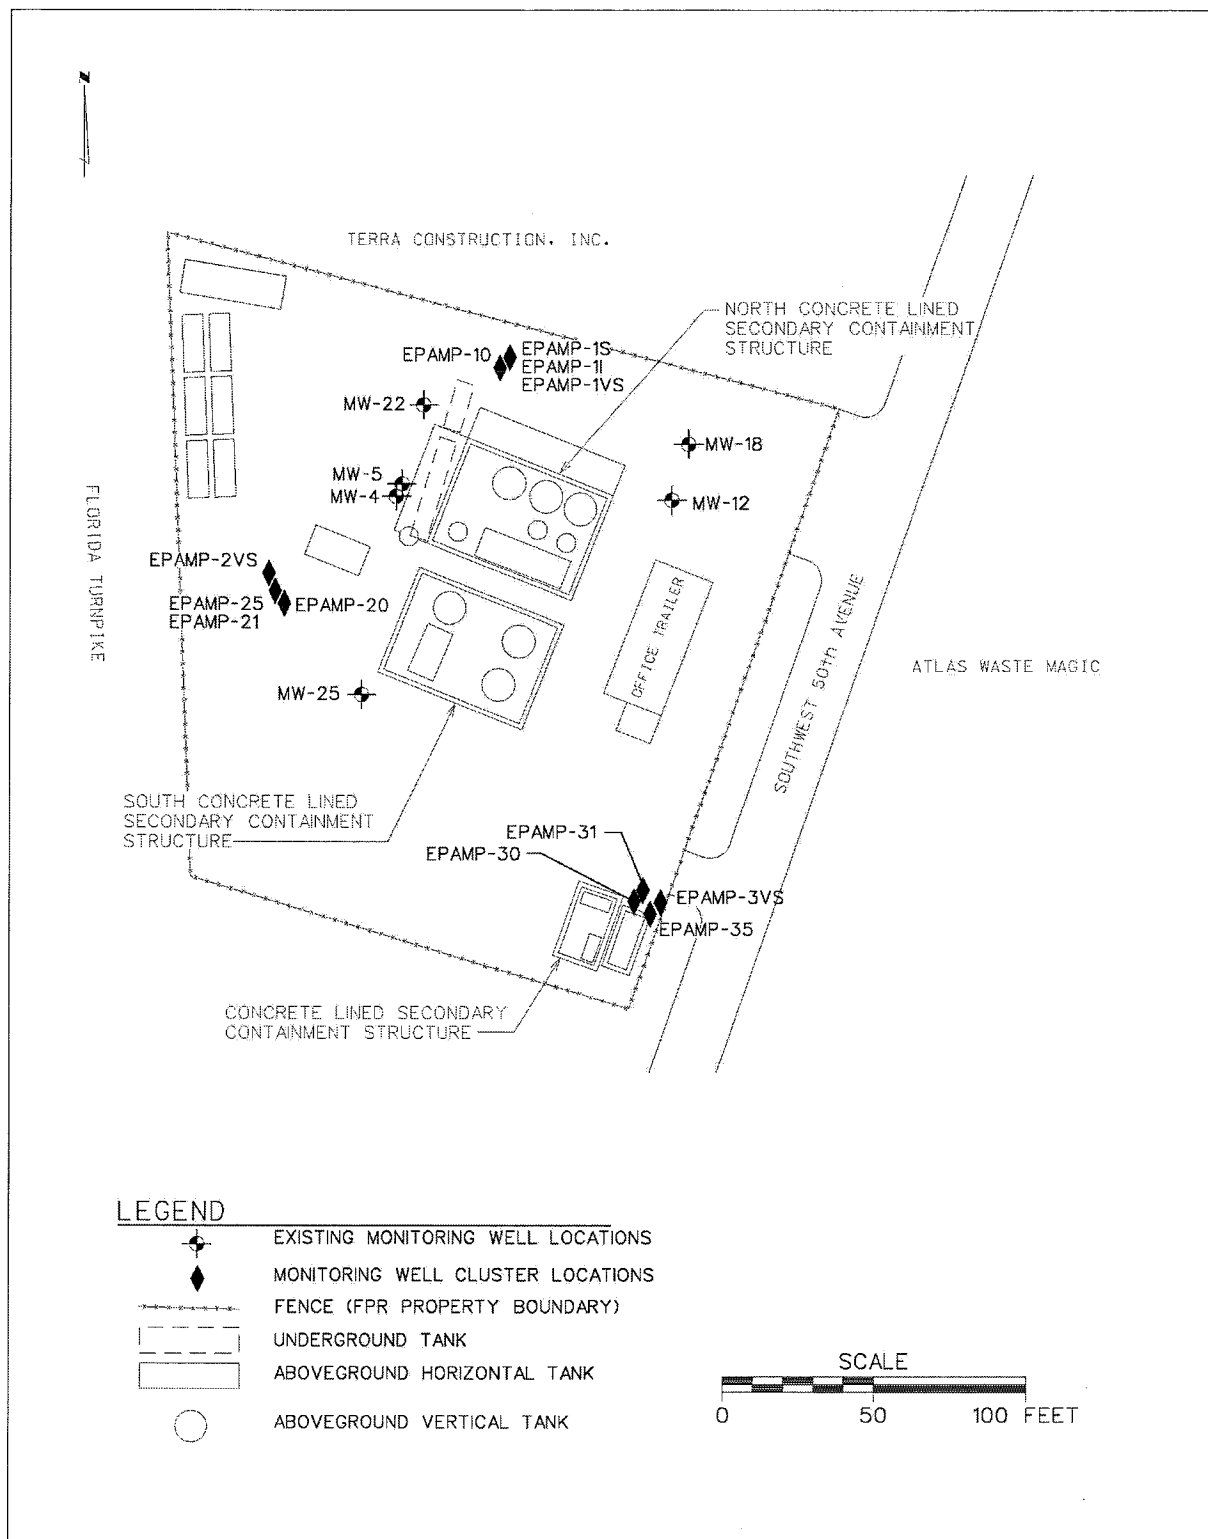 TERRA CONSTRUCTION, INC.
NORTH CONCRETE LINED
SECONDARY CONTAINMENT
STRUCTURE
EPAMP-10
EPAMP-1S
EPAMP-1I
EPAMP-1VS
MW-22
MW-18
MW-5
MW-4
MW-12
FLORIDA TURNPIKE
EPAMP-2VS
EPAMP-25
EPAMP-21
EPAMP-20
OFFICE TRAILER
SOUTHWEST 50th AVENUE
ATLAS WASTE MAGIC
MW-25
SOUTH CONCRETE LINED
SECONDARY CONTAINMENT
STRUCTURE
EPAMP-31
EPAMP-30
EPAMP-3VS
EPAMP-35
CONCRETE LINED SECONDARY
CONTAINMENT STRUCTURE
LEGEND
EXISTING MONITORING WELL LOCATIONS
MONITORING WELL CLUSTER LOCATIONS
FENCE (FPR PROPERTY BOUNDARY)
UNDERGROUND TANK
ABOVEGROUND HORIZONTAL TANK
ABOVEGROUND VERTICAL TANK
SCALE
0 50 100 FEET